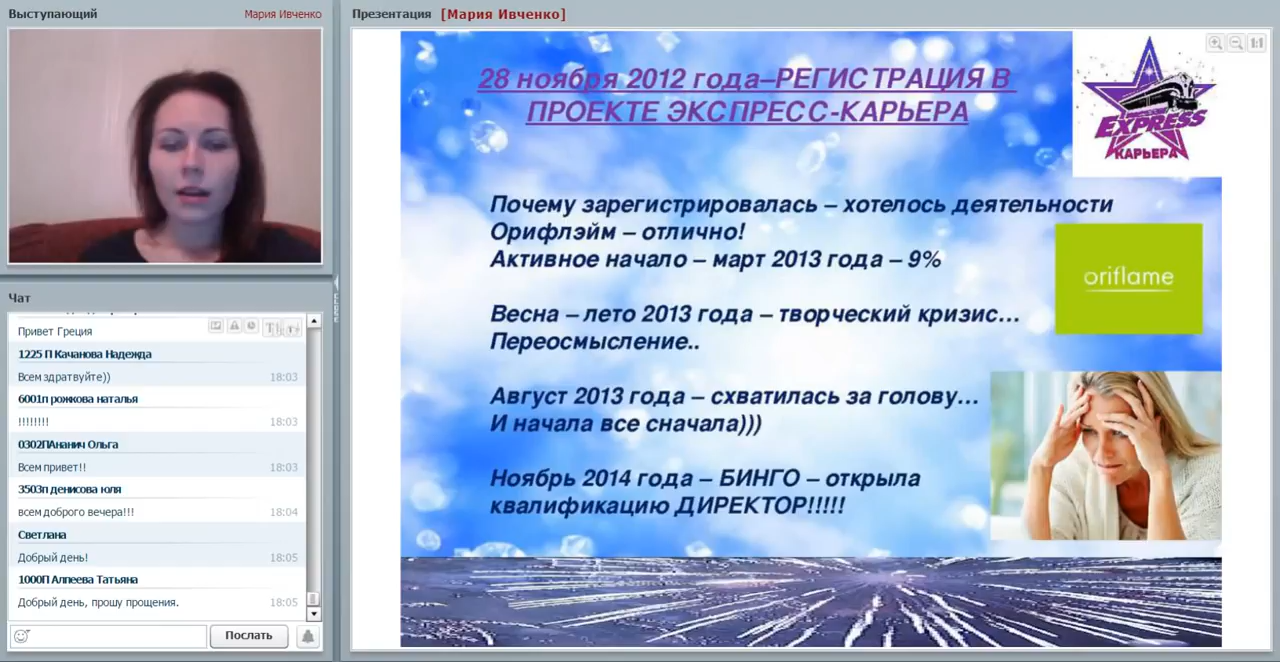 Выступающий
Мария Ивченко
Чат
Привет Греция
1225 П Качанова Надежда
Всем здратвуйте))
18:03
6001п рожкова наталья
!!!!!!!!
18:03
0302ПАнанич Ольга
Всем привет!!
18:03
3503п денисова юля
всем доброго вечера!!!
18:04
Светлана
Добрый день!
18:05
1000П Алпеева Татьяна
Добрый день, прошу прощения.
18:05
Послать
Презентация [Мария Ивченко]
1:1
28 ноября 2012 года–РЕГИСТРАЦИЯ В
ПРОЕКТЕ ЭКСПРЕСС-КАРЬЕРА
EXPRESS
КАРЬЕРА
Почему зарегистрировалась – хотелось деятельности
Орифлэйм – отлично!
Активное начало – март 2013 года – 9%
oriflame
Весна – лето 2013 года – творческий кризис…
Переосмысление..
Август 2013 года – схватилась за голову…
И начала все сначала)))
Ноябрь 2014 года – БИНГО – открыла
квалификацию ДИРЕКТОР!!!!!